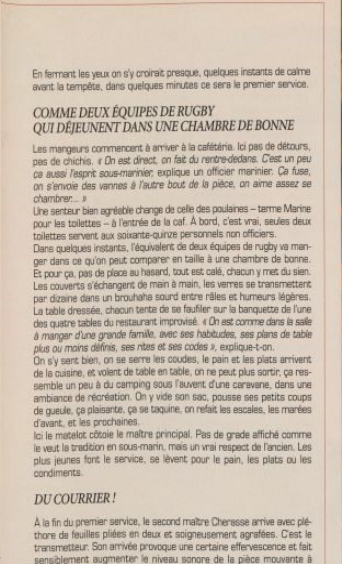 En fermant les yeux on s'y croirait presque, quelques instants de calme
avant la tempête, dans quelques minutes ce sera le premier service.
COMME DEUX ÉQUIPES DE RUGBY
QUI DÉJEUNENT DANS UNE CHAMBRE DE BONNE
Les mangeurs commencent à arriver à la cafétéria. Ici pas de détours,
pas de chichis. « On est direct, on fait du rentre-dedans. C'est un peu
ça aussi l'esprit sous-marinier, explique un officier marinier. Ça fuse,
on s'envoie des vannes à l'autre bout de la pièce, on aime assez se
chambrer... »
Une senteur bien agréable change de celle des poulaines – terme Marine
pour les toilettes – à l'entrée de la caf. À bord, c'est vrai, seules deux
toilettes servent aux soixante-quinze personnels non officiers.
Dans quelques instants, l'équivalent de deux équipes de rugby va man-
ger dans ce qu'on peut comparer en taille à une chambre de bonne.
Et pour ça, pas de place au hasard, tout est calé, chacun y met du sien.
Les couverts s'échangent de main à main, les verres se transmettent
par dizaine dans un brouhaha sourd entre râles et humeurs légères.
La table dressée, chacun tente de se faufiler sur la banquette de l'une
des quatre tables du restaurant improvisé. « On est comme dans la salle
à manger d'une grande famille, avec ses habitudes, ses plans de table
plus ou moins définis, ses rites et ses codes », explique-t-on.
On s'y sent bien, on se serre les coudes, le pain et les plats arrivent
de la cuisine, et volent de table en table, on ne peut plus sortir, ça res-
semble un peu à du camping sous l'auvent d'une caravane, dans une
ambiance de récréation. On y vide son sac, pousse ses petits coups
de gueule, ça plaisante, ça se taquine, on refait les escales, les marées
d'avant, et les prochaines.
Ici le matelot côtoie le maître principal. Pas de grade affiché comme
le veut la tradition en sous-marin, mais un vrai respect de l'ancien. Les
plus jeunes font le service, se lèvent pour le pain, les plats ou les
condiments.
DU COURRIER !
À la fin du premier service, le second maître Cherasse arrive avec plé-
thore de feuilles pliées en deux et soigneusement agrafées. C'est le
transmetteur. Son arrivée provoque une certaine effervescence et fait
sensiblement augmenter le niveau sonore de la pièce mouvante à